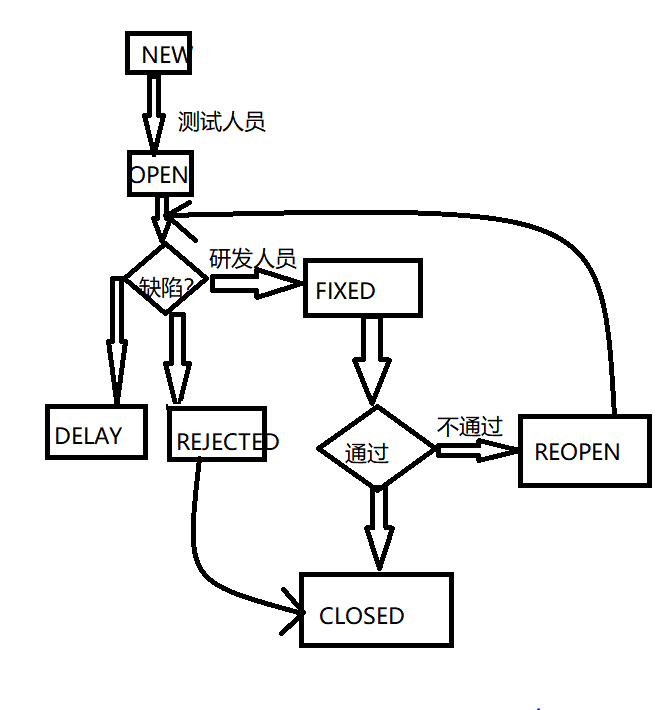 NEW
测试人员
OPEN
研发人员
缺陷?
FIXED
DELAY
REJECTED
通过
不通过
REOPEN
CLOSED